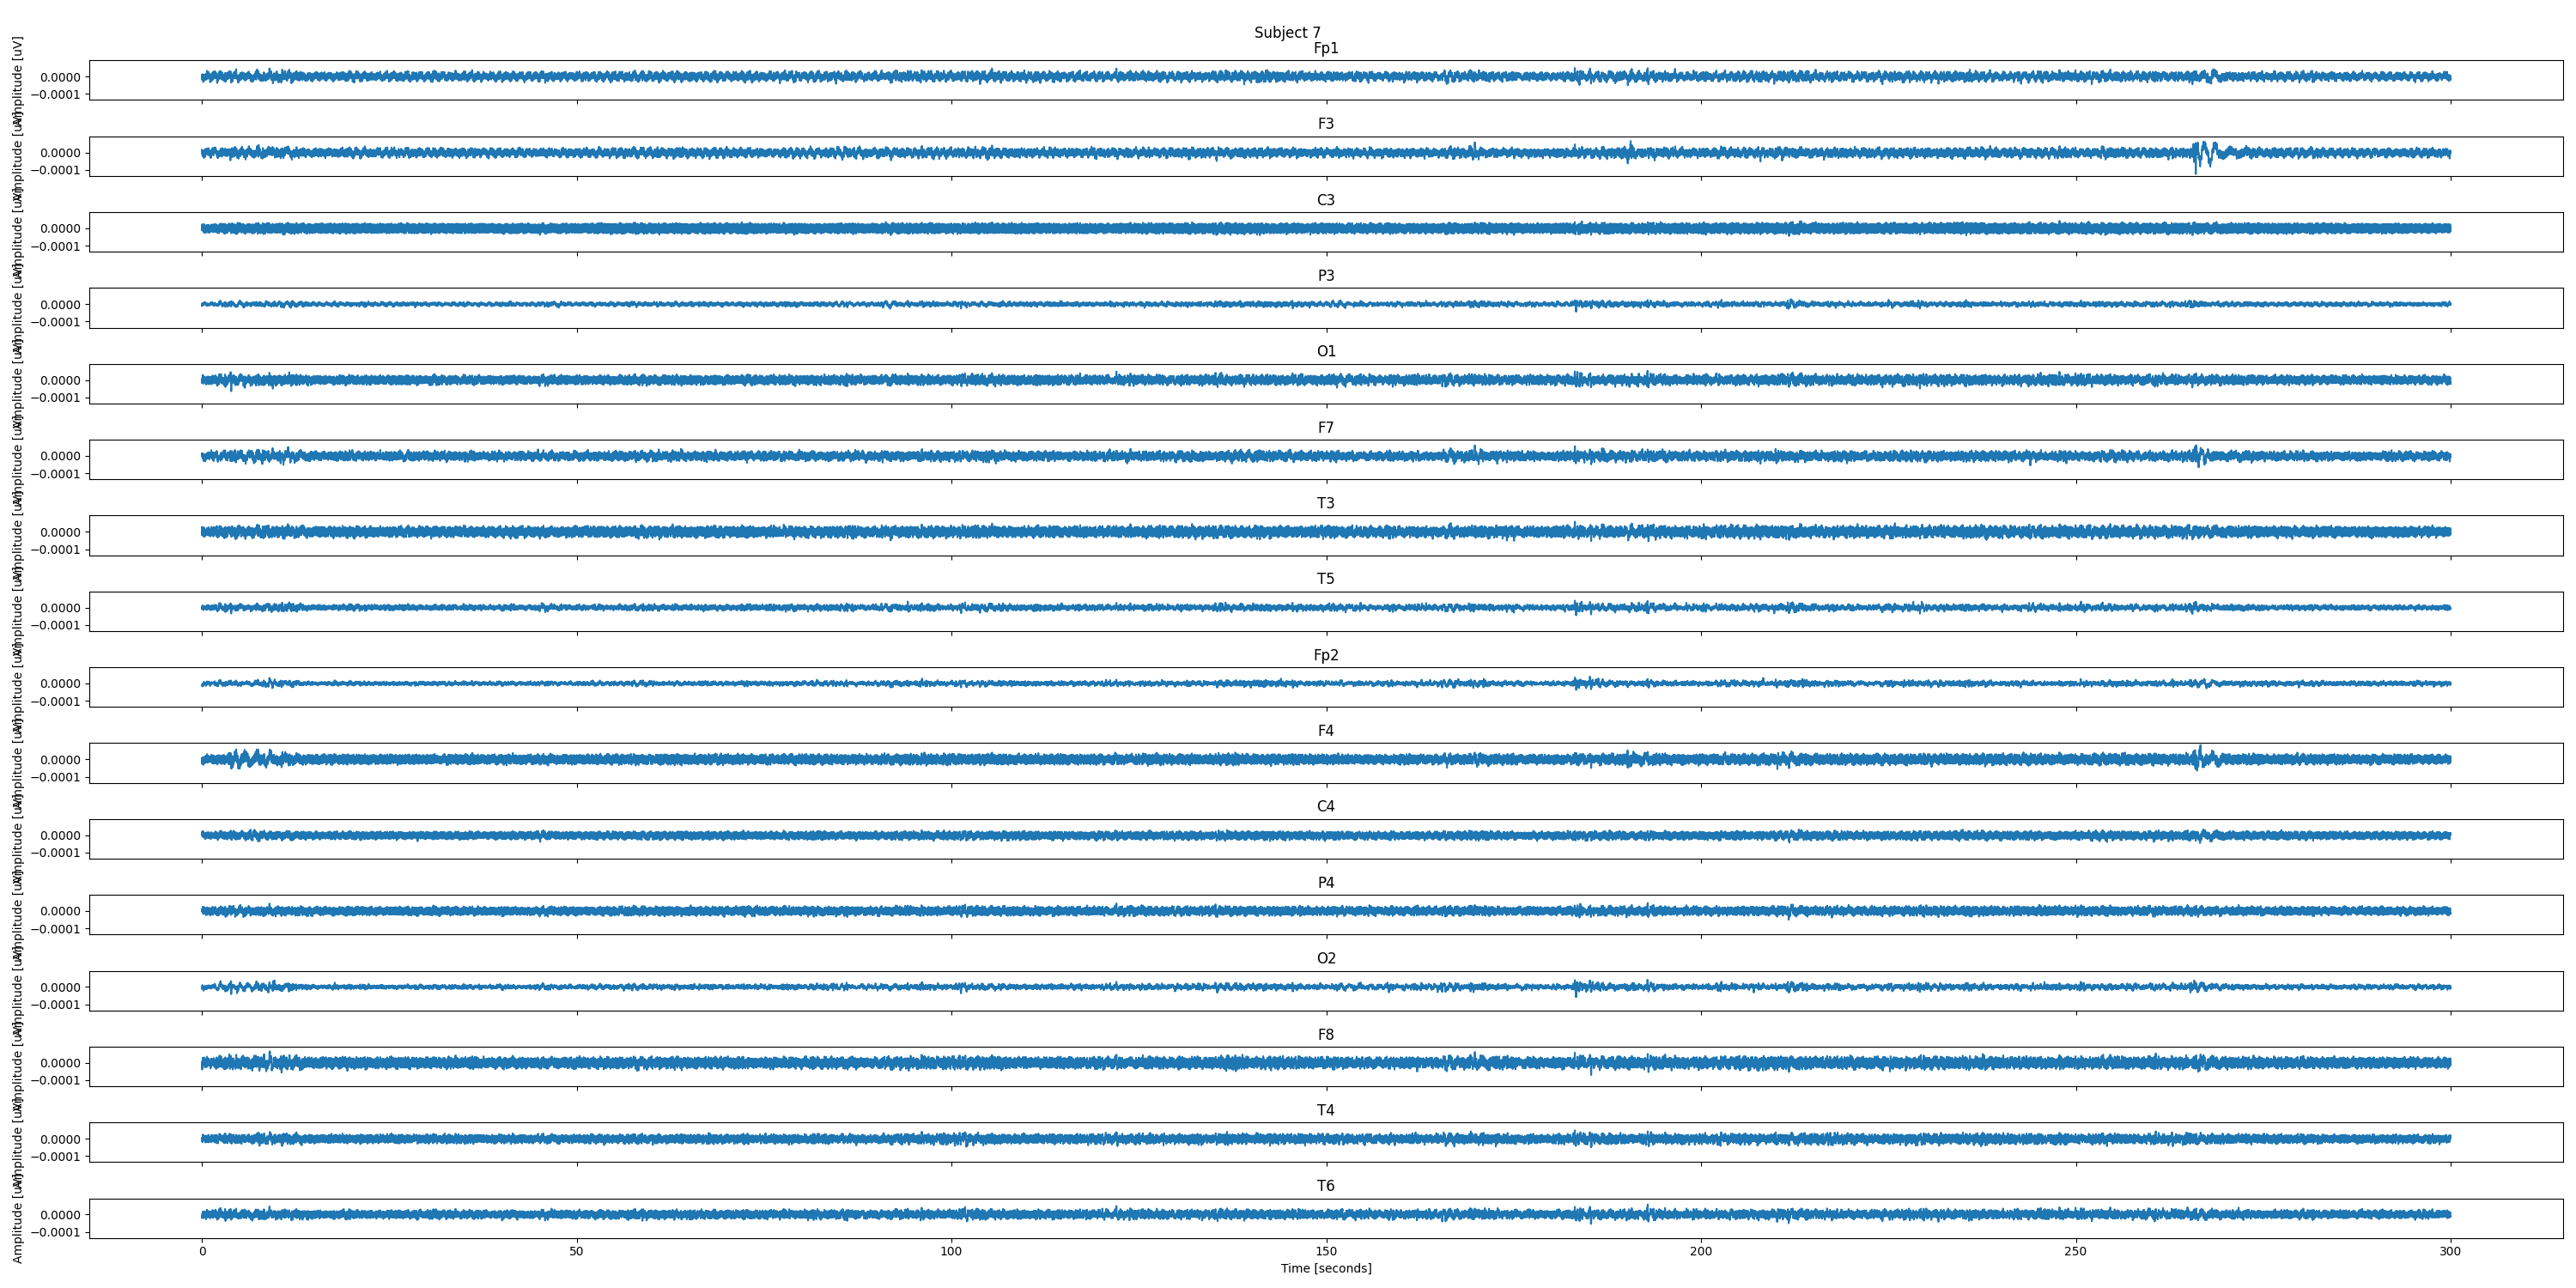 Subject 7
Fp1
Amplitude [uV]
0.0000
−0.0001
F3
Amplitude [uV]
0.0000
−0.0001
C3
Amplitude [uV]
0.0000
−0.0001
P3
Amplitude [uV]
0.0000
−0.0001
O1
Amplitude [uV]
0.0000
−0.0001
F7
Amplitude [uV]
0.0000
−0.0001
T3
Amplitude [uV]
0.0000
−0.0001
T5
Amplitude [uV]
0.0000
−0.0001
Fp2
Amplitude [uV]
0.0000
−0.0001
F4
Amplitude [uV]
0.0000
−0.0001
C4
Amplitude [uV]
0.0000
−0.0001
P4
Amplitude [uV]
0.0000
−0.0001
O2
Amplitude [uV]
0.0000
−0.0001
F8
Amplitude [uV]
0.0000
−0.0001
T4
Amplitude [uV]
0.0000
−0.0001
T6
Amplitude [uV]
0.0000
−0.0001
0 50 100 150 200 250 300
Time [seconds]